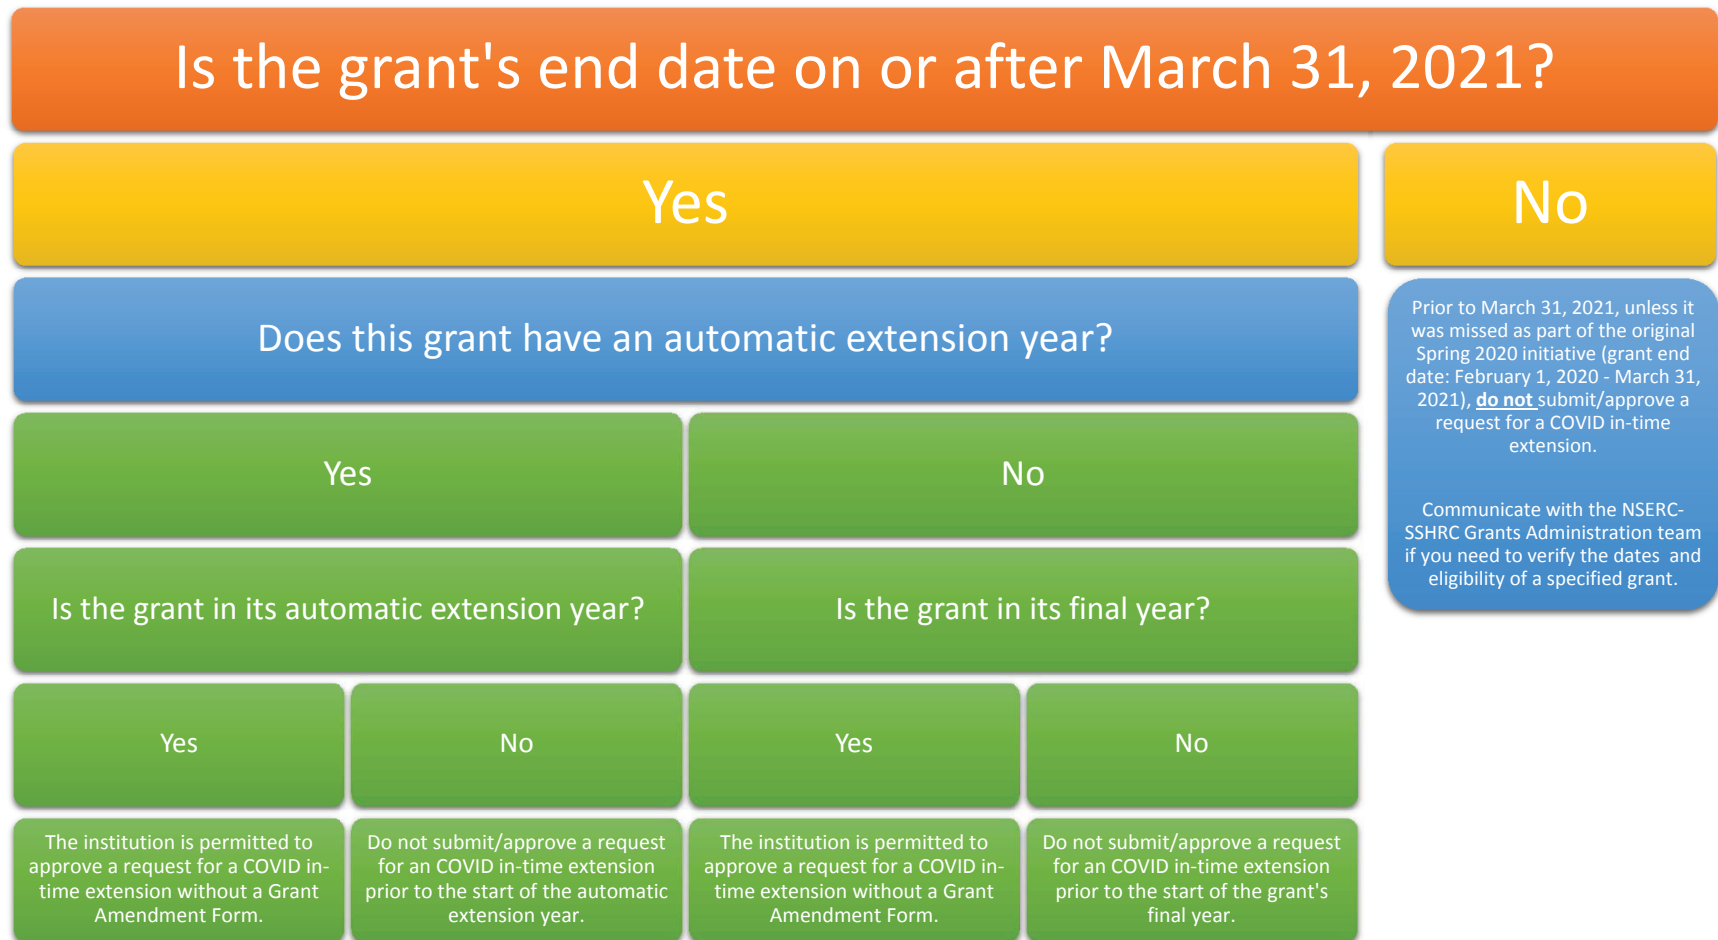 Is the grant's end date on or after March 31, 2021?
Yes
No
Does this grant have an automatic extension year?
Prior to March 31, 2021, unless it
was missed as part of the original
Spring 2020 initiative (grant end
date: February 1, 2020 - March 31,
2021), do not submit/approve a
request for a COVID in-time
extension.
Communicate with the NSERC-
SSHRC Grants Administration team
if you need to verify the dates and
eligibility of a specified grant.
Yes
No
Is the grant in its automatic extension year?
Is the grant in its final year?
Yes
No
Yes
No
The institution is permitted to
approve a request for a COVID in-
time extension without a Grant
Amendment Form.
Do not submit/approve a request
for an COVID in-time extension
prior to the start of the automatic
extension year.
The institution is permitted to
approve a request for a COVID in-
time extension without a Grant
Amendment Form.
Do not submit/approve a request
for an COVID in-time extension
prior to the start of the grant's
final year.